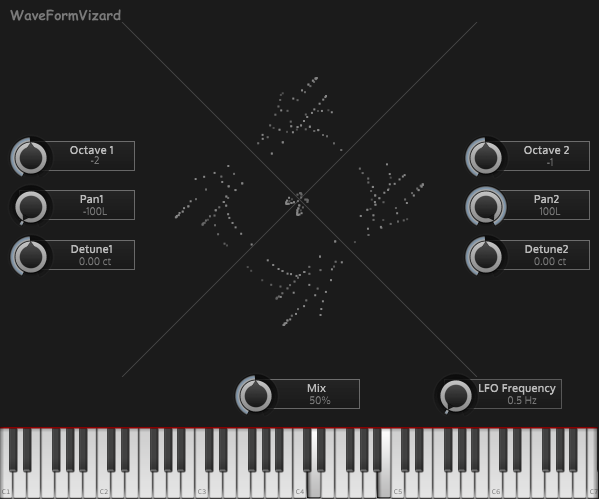 WaveFormVizard
Octave 1
-2
Pan1
-100L
Detune1
0.00 ct
Octave 2
-1
Pan2
100L
Detune2
0.00 ct
Mix
50%
LFO Frequency
0.5 Hz
C1 C2 C3 C4 C5 C6